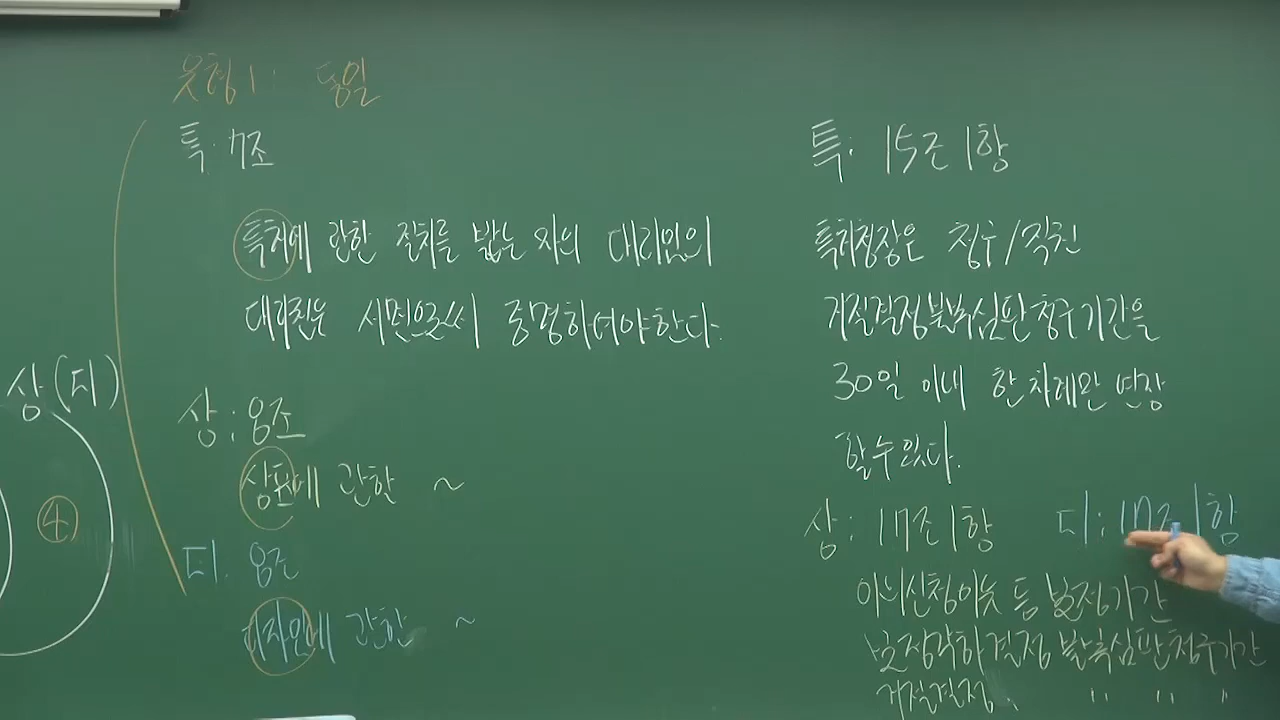 유형 1: 동일
특: 7조
특허에 관한 절차를 밟는 자의 대리인의
대리권은 서면으로써 증명하여야 한다.
상: 8조
상표에 관한 ~
디: 8조
디자인에 관한 ~
상(디)
④
특: 15조 1항
특허청장은 청구/직권
거절결정불복심판청구기간을
30일 이내 한 차례만 연장
할 수 있다.
상: 17조 1항 디: 17조 1항
이의신청이유 등 보정기간
보정각하결정 불복심판청구기간
거절결정 〃 〃 〃